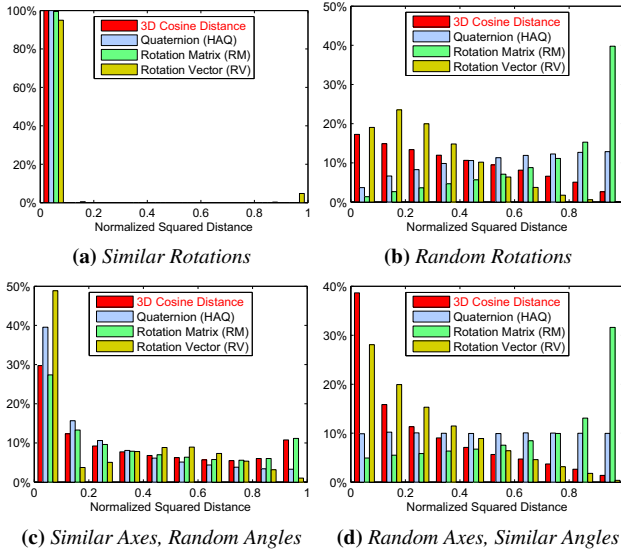 100%
80%
60%
40%
20%
0%
3D Cosine Distance
Quaternion (HAQ)
Rotation Matrix (RM)
Rotation Vector (RV)
0 0.2 0.4 0.6 0.8 1
Normalized Squared Distance
(a) Similar Rotations
50%
40%
30%
20%
10%
0%
3D Cosine Distance
Quaternion (HAQ)
Rotation Matrix (RM)
Rotation Vector (RV)
0 0.2 0.4 0.6 0.8 1
Normalized Squared Distance
(b) Random Rotations
50%
40%
30%
20%
10%
0%
3D Cosine Distance
Quaternion (HAQ)
Rotation Matrix (RM)
Rotation Vector (RV)
0 0.2 0.4 0.6 0.8 1
Normalized Squared Distance
(c) Similar Axes, Random Angles
40%
30%
20%
10%
0%
3D Cosine Distance
Quaternion (HAQ)
Rotation Matrix (RM)
Rotation Vector (RV)
0 0.2 0.4 0.6 0.8 1
Normalized Squared Distance
(d) Random Axes, Similar Angles